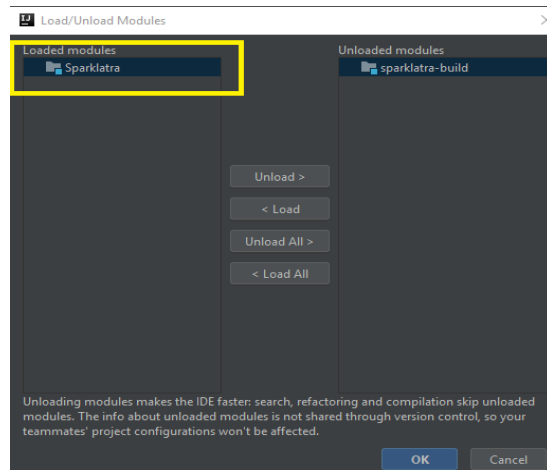 Load/Unload Modules
Loaded modules
Sparklatra
Unloaded modules
sparklatra-build
Unload >
< Load
Unload All >
< Load All
Unloading modules makes the IDE faster: search, refactoring and compilation skip unloaded
modules. The info about unloaded modules is not shared through version control, so your
teammates' project configurations won't be affected.
OK
Cancel